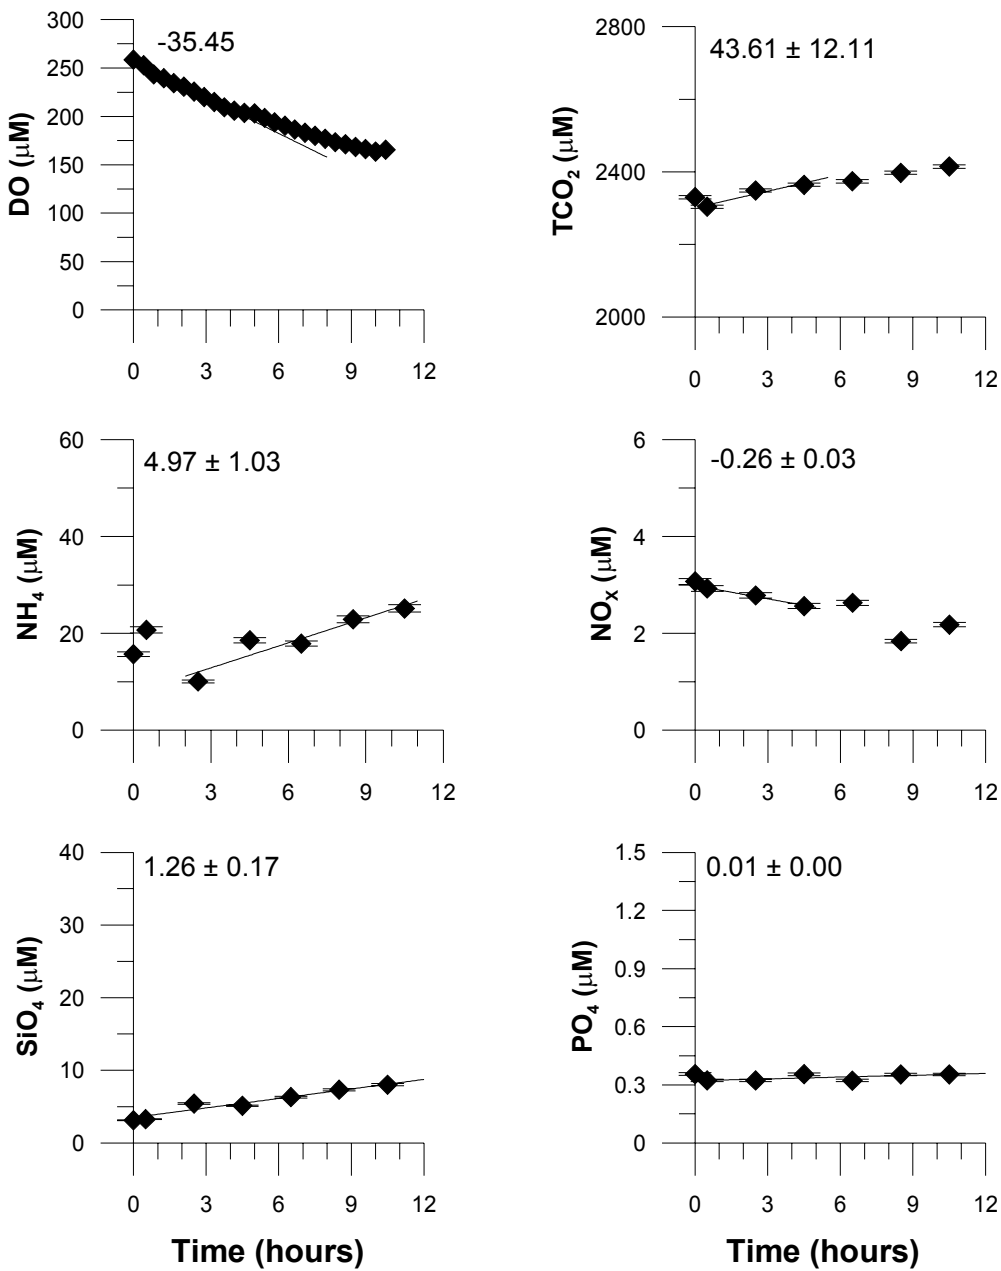 300
250
200
150
100
50
0
DO (μM)
-35.45
0 3 6 9 12
2800
2400
2000
TCO₂ (μM)
43.61 ± 12.11
0 3 6 9 12
60
40
20
0
NH₄ (μM)
4.97 ± 1.03
0 3 6 9 12
6
4
2
0
NOₓ (μM)
-0.26 ± 0.03
0 3 6 9 12
40
30
20
10
0
SiO₄ (μM)
1.26 ± 0.17
0 3 6 9 12
Time (hours)
1.5
1.2
0.9
0.6
0.3
0
PO₄ (μM)
0.01 ± 0.00
0 3 6 9 12
Time (hours)